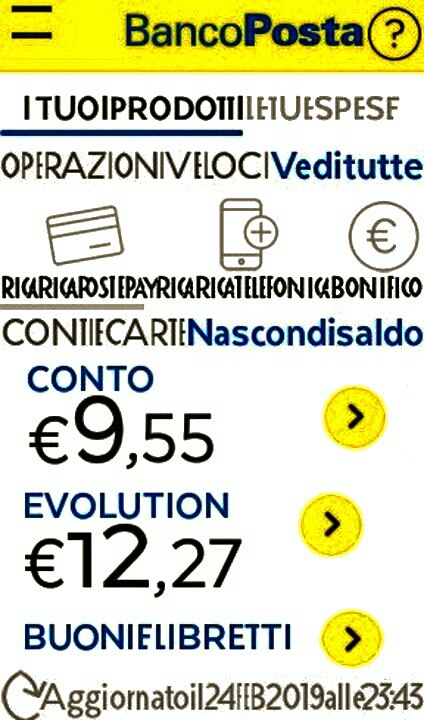 BancoPosta ?
I TUOI PRODOTTI LE TUE SPESE
OPERAZIONI VELOCI Vedi tutte
€
RICARICA POSTEPAY RICARICA TELEFONICA BONIFICO
CONTI E CARTE Nascondi saldo
CONTO
€9,55
EVOLUTION
€12,27
BUONI E LIBRETTI
Aggiornato il 24 FEB 2019 alle 23:43